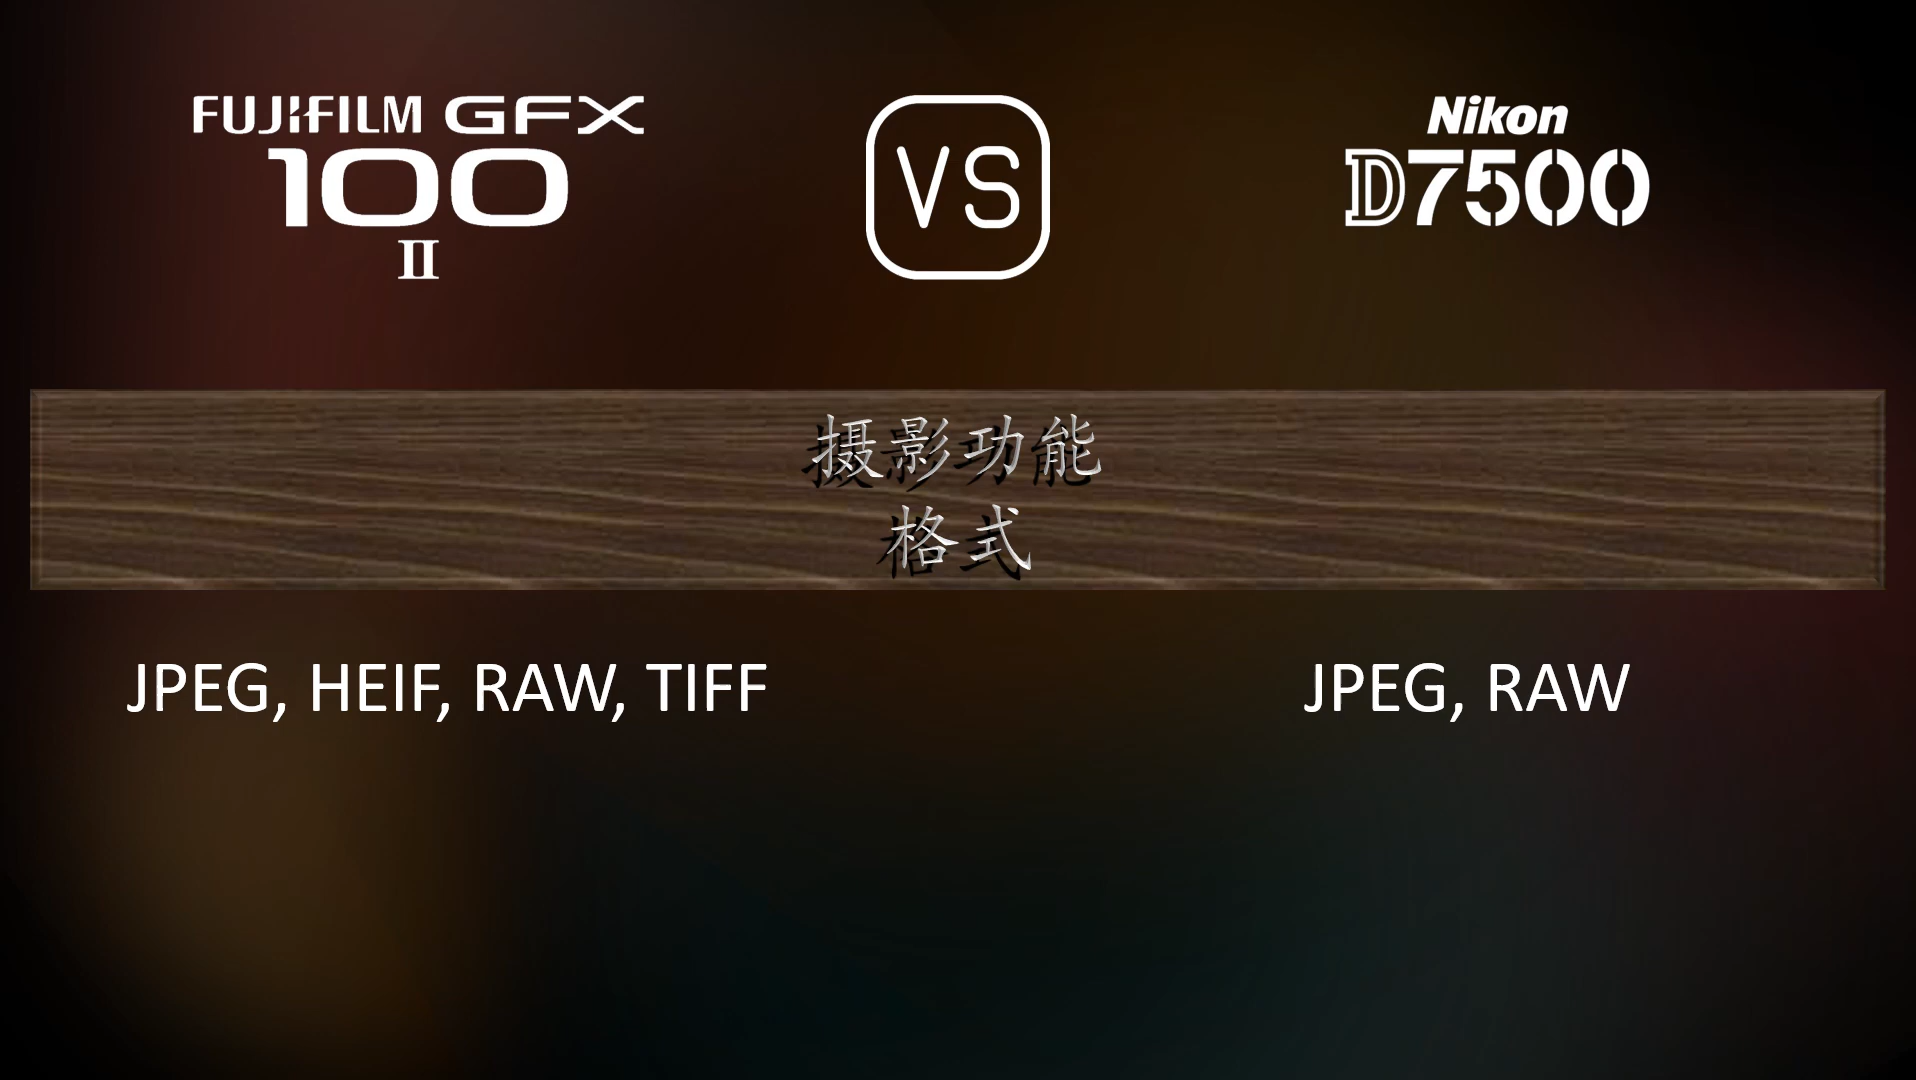 FUJIFILM GFX
100
II
VS
Nikon
D7500
摄影功能
格式
JPEG, HEIF, RAW, TIFF
JPEG, RAW